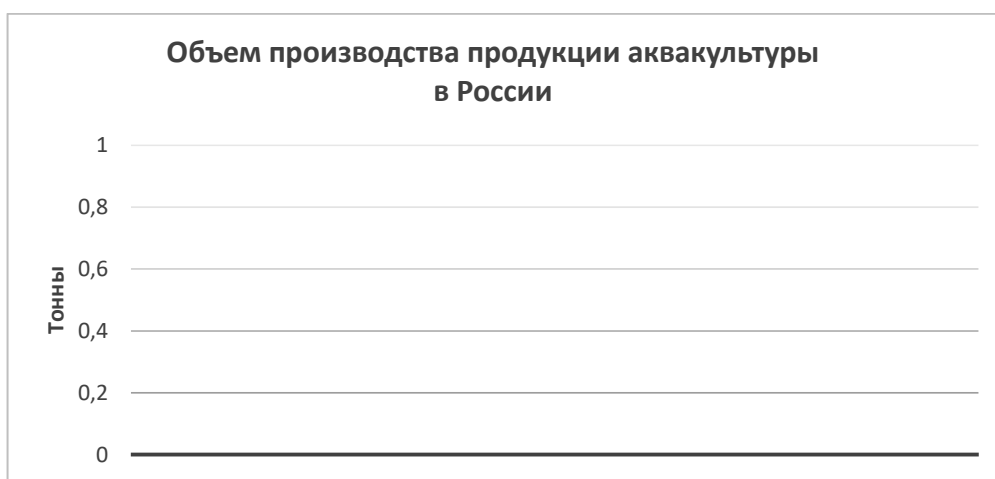 Объем производства продукции аквакультуры
в России
1
0,8
0,6
Тонны
0,4
0,2
0